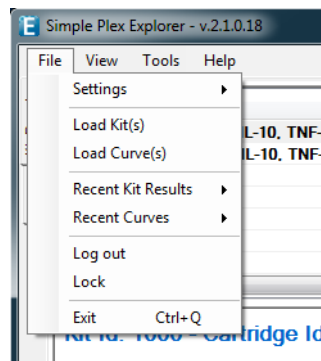 Simple Plex Explorer - v.2.1.0.18
File View Tools Help
Settings
Load Kit(s)
IL-10, TNF-
Load Curve(s)
IL-10, TNF-
Recent Kit Results
Recent Curves
Log out
Lock
Exit Ctrl+Q
Kit Id: 1000 - Cartridge Id